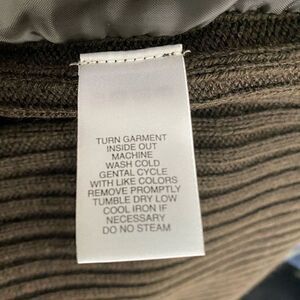 TURN GARMENT
INSIDE OUT
MACHINE
WASH COLD
GENTAL CYCLE
WITH LIKE COLORS
REMOVE PROMPTLY
TUMBLE DRY LOW
COOL IRON IF
NECESSARY
DO NO STEAM